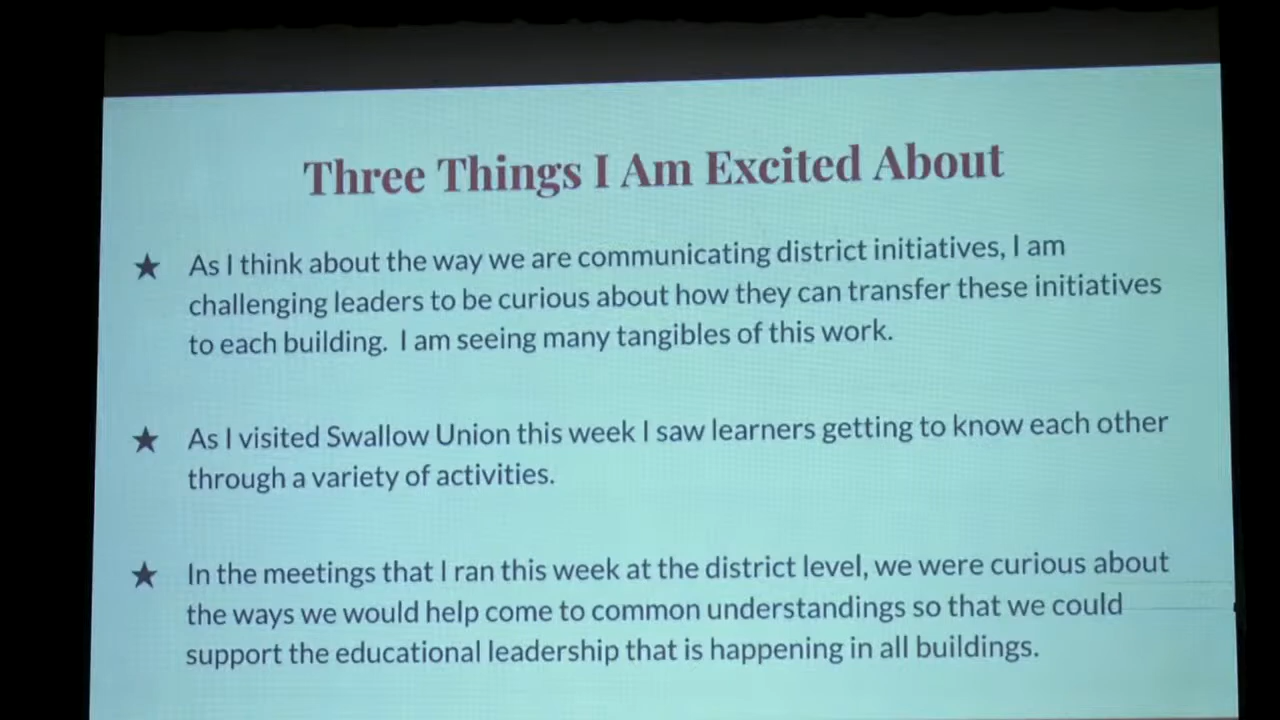 Three Things I Am Excited About
As I think about the way we are communicating district initiatives, I am
challenging leaders to be curious about how they can transfer these initiatives
to each building. I am seeing many tangibles of this work.
As I visited Swallow Union this week I saw learners getting to know each other
through a variety of activities.
In the meetings that I ran this week at the district level, we were curious about
the ways we would help come to common understandings so that we could
support the educational leadership that is happening in all buildings.